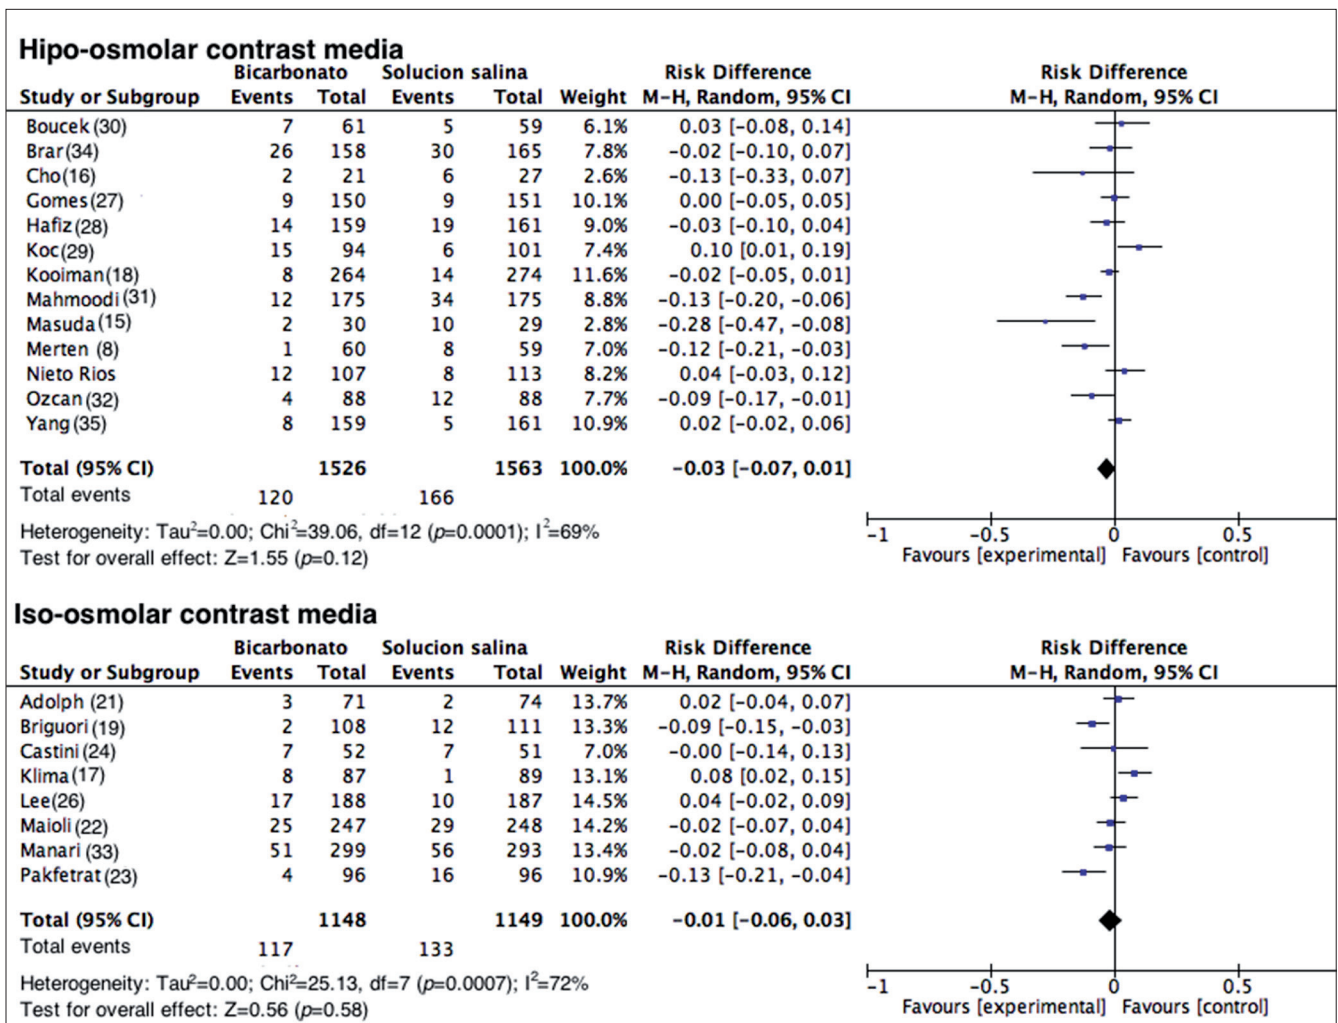 Hipo-osmolar contrast media
Bicarbonato Solucion salina Risk Difference Risk Difference
Study or Subgroup Events Total Events Total Weight M-H, Random, 95% CI M-H, Random, 95% CI
Boucek (30) 7 61 5 59 6.1% 0.03 [-0.08, 0.14]
Brar(34) 26 158 30 165 7.8% -0.02 [-0.10, 0.07]
Cho(16) 2 21 6 27 2.6% -0.13 [-0.33, 0.07]
Gomes(27) 9 150 9 151 10.1% 0.00 [-0.05, 0.05]
Hafiz(28) 14 159 19 161 9.0% -0.03 [-0.10, 0.04]
Koc(29) 15 94 6 101 7.4% 0.10 [0.01, 0.19]
Kooiman(18) 8 264 14 274 11.6% -0.02 [-0.05, 0.01]
Mahmoodi(31) 12 175 34 175 8.8% -0.13 [-0.20, -0.06]
Masuda(15) 2 30 10 29 2.8% -0.28 [-0.47, -0.08]
Merten (8) 1 60 8 59 7.0% -0.12 [-0.21, -0.03]
Nieto Rios 12 107 8 113 8.2% 0.04 [-0.03, 0.12]
Ozcan(32) 4 88 12 88 7.7% -0.09 [-0.17, -0.01]
Yang(35) 8 159 5 161 10.9% 0.02 [-0.02, 0.06]
Total (95% CI) 1526 1563 100.0% -0.03 [-0.07, 0.01]
Total events 120 166
Heterogeneity: Tau²=0.00; Chi²=39.06, df=12 (p=0.0001); I²=69%
Test for overall effect: Z=1.55 (p=0.12)
-1 -0.5 0 0.5
Favours [experimental] Favours [control]
Iso-osmolar contrast media
Bicarbonato Solucion salina Risk Difference Risk Difference
Study or Subgroup Events Total Events Total Weight M-H, Random, 95% CI M-H, Random, 95% CI
Adolph (21) 3 71 2 74 13.7% 0.02 [-0.04, 0.07]
Briguori(19) 2 108 12 111 13.3% -0.09 [-0.15, -0.03]
Castini(24) 7 52 7 51 7.0% -0.00 [-0.14, 0.13]
Klima(17) 8 87 1 89 13.1% 0.08 [0.02, 0.15]
Lee(26) 17 188 10 187 14.5% 0.04 [-0.02, 0.09]
Maioli(22) 25 247 29 248 14.2% -0.02 [-0.07, 0.04]
Manari (33) 51 299 56 293 13.4% -0.02 [-0.08, 0.04]
Pakfetrat(23) 4 96 16 96 10.9% -0.13 [-0.21, -0.04]
Total (95% CI) 1148 1149 100.0% -0.01 [-0.06, 0.03]
Total events 117 133
Heterogeneity: Tau²=0.00; Chi²=25.13, df=7 (p=0.0007); I²=72%
Test for overall effect: Z=0.56 (p=0.58)
-1 -0.5 0 0.5
Favours [experimental] Favours [control]